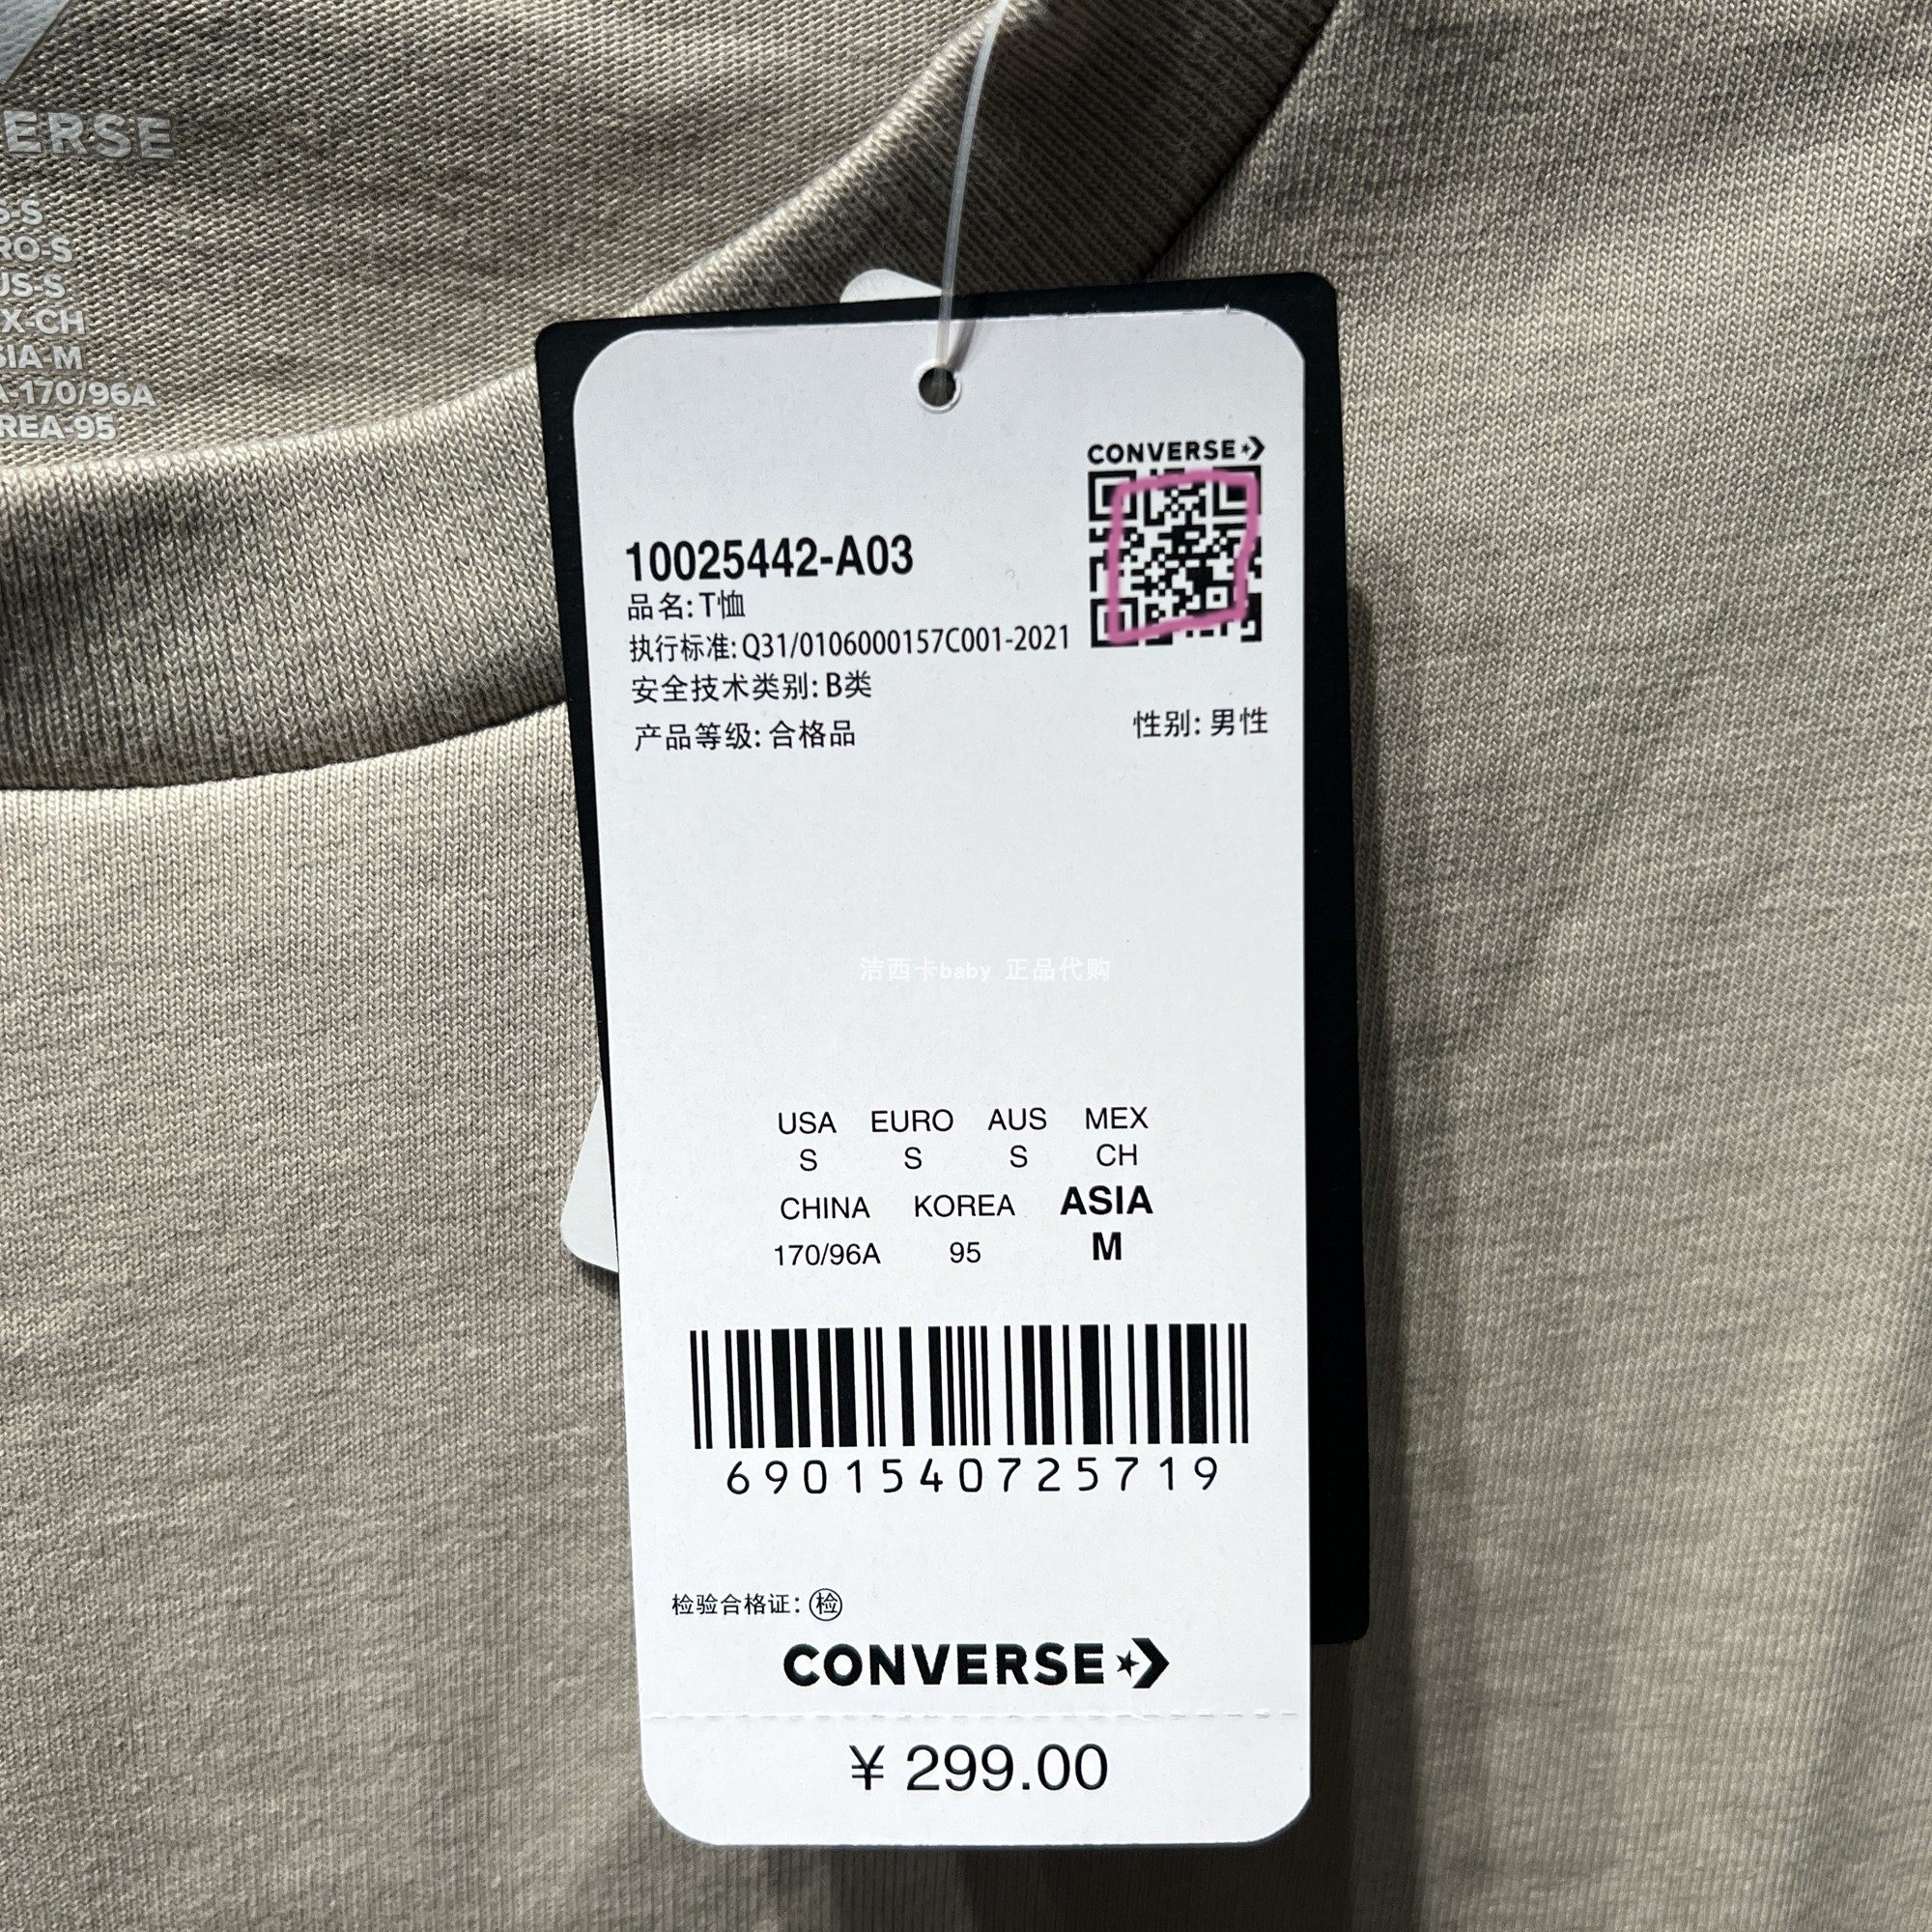 ERSE
S-S
RO-S
US-S
X-CH
SIA M
A-170/96A
REA-95
CONVERSE
10025442-A03
品名: T恤
执行标准: Q31/0106000157C001-2021
安全技术类别: B类
产品等级: 合格品
性别: 男性
洁西卡baby 正品代购
USA EURO AUS MEX
S S S CH
CHINA KOREA ASIA
170/96A 95 M
6901540725719
检验合格证: 检
CONVERSE
¥ 299.00